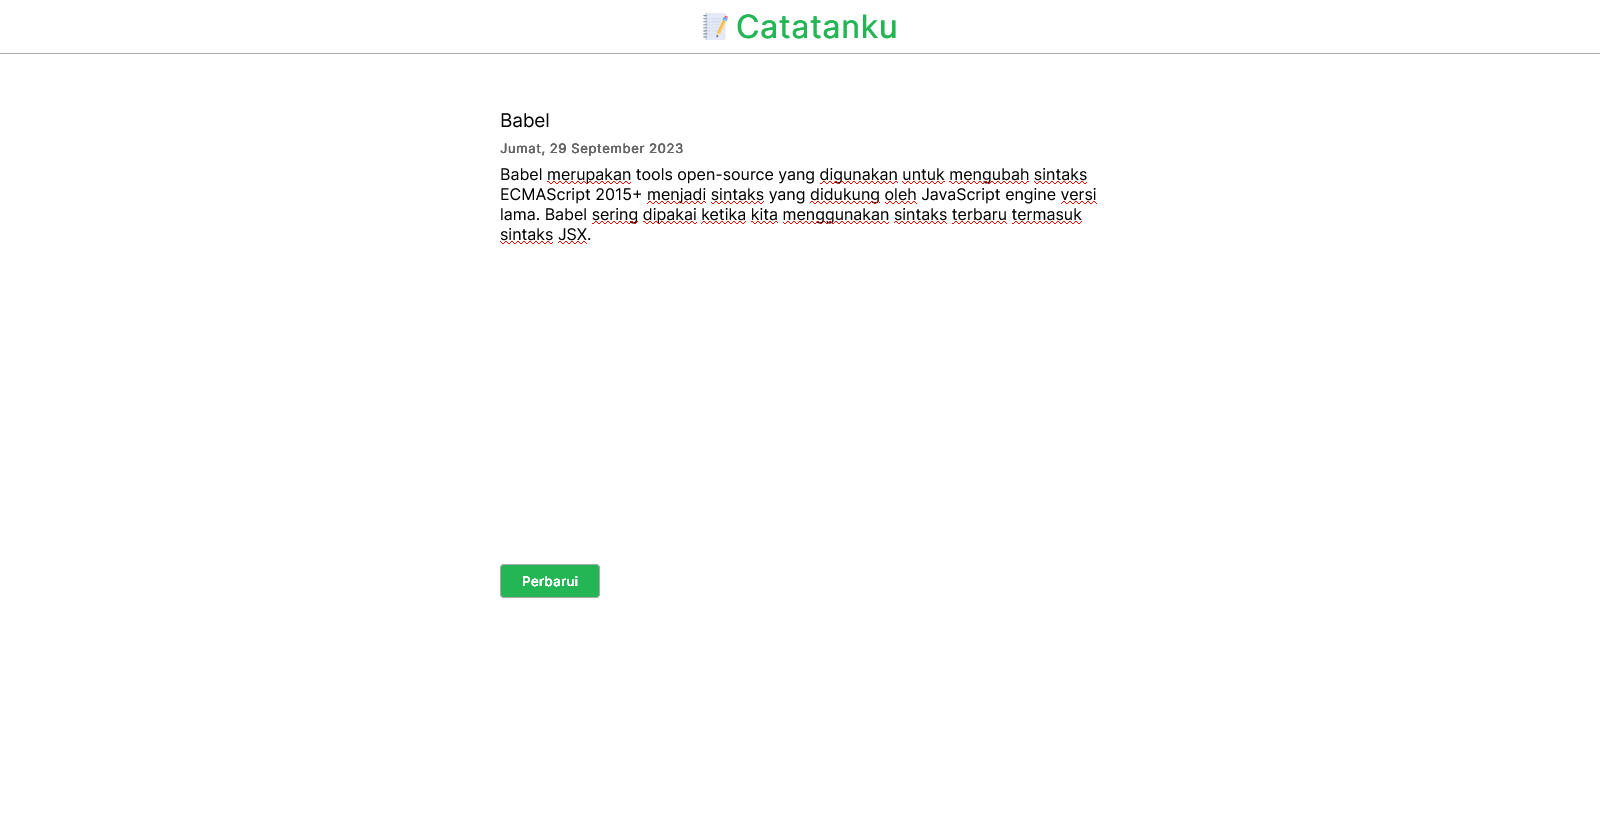 Catatanku
Babel
Jumat, 29 September 2023
Babel merupakan tools open-source yang digunakan untuk mengubah sintaks
ECMAScript 2015+ menjadi sintaks yang didukung oleh JavaScript engine versi
lama. Babel sering dipakai ketika kita menggunakan sintaks terbaru termasuk
sintaks JSX.
Perbarui